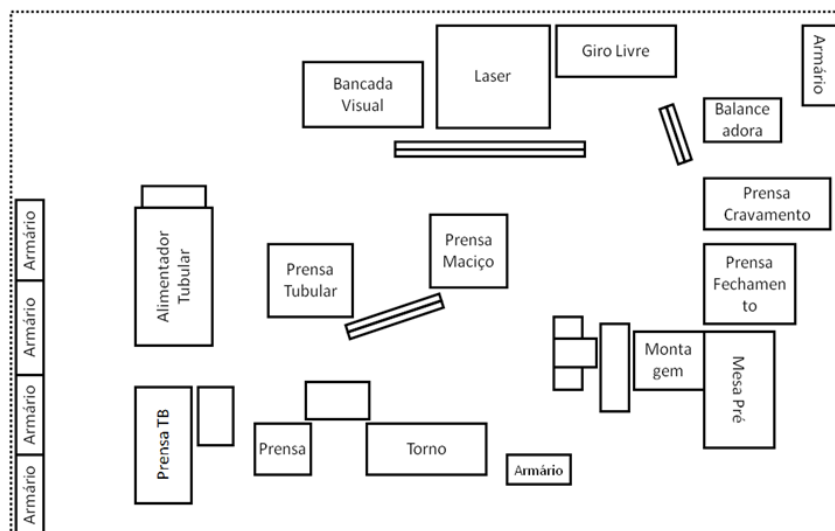 Giro Livre
Armário
Laser
Bancada
Visual
Balance
adora
Prensa
Cravamento
Armário
Alimentador
Tubular
Prensa
Maciço
Prensa
Tubular
Prensa
Fechamen
to
Armário
Monta
gem
Mesa Pré
Armário
Prensa TB
Prensa
Torno
Armário
Armário